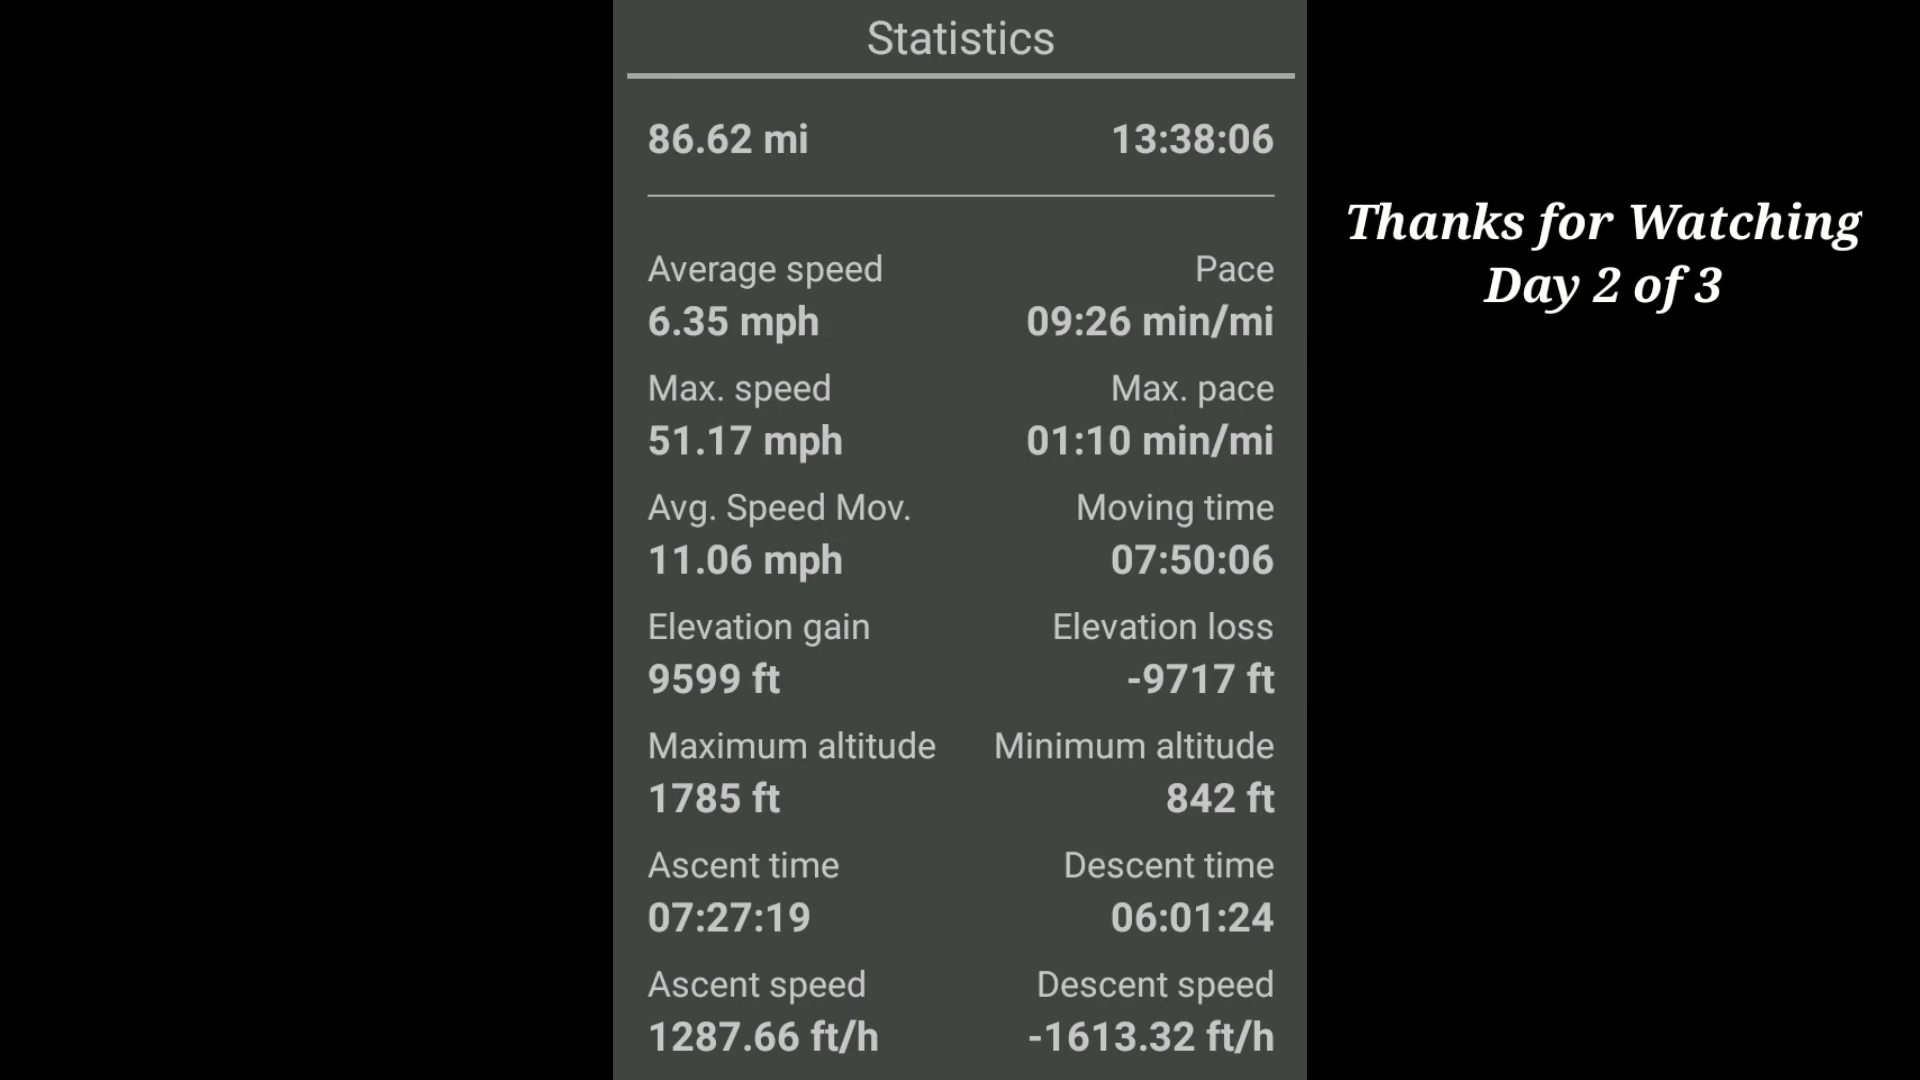 Statistics
86.62 mi 13:38:06
Average speed Pace
6.35 mph 09:26 min/mi
Max. speed Max. pace
51.17 mph 01:10 min/mi
Avg. Speed Mov. Moving time
11.06 mph 07:50:06
Elevation gain Elevation loss
9599 ft -9717 ft
Maximum altitude Minimum altitude
1785 ft 842 ft
Ascent time Descent time
07:27:19 06:01:24
Ascent speed Descent speed
1287.66 ft/h -1613.32 ft/h
Thanks for Watching
Day 2 of 3